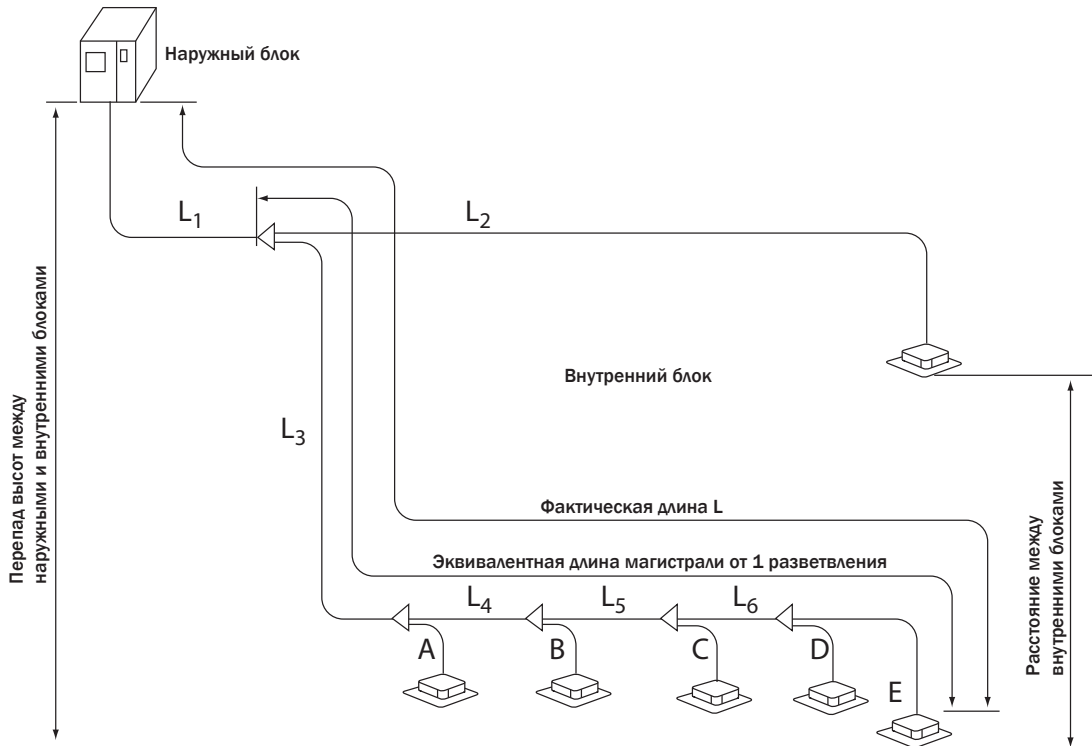 Наружный блок
L1
L2
Внутренний блок
L3
Перепад высот между
наружными и внутренними блоками
Фактическая длина L
Эквивалентная длина магистрали от 1 разветвления
L4
L5
L6
A
B
C
D
E
Расстояние между
внутренними блоками